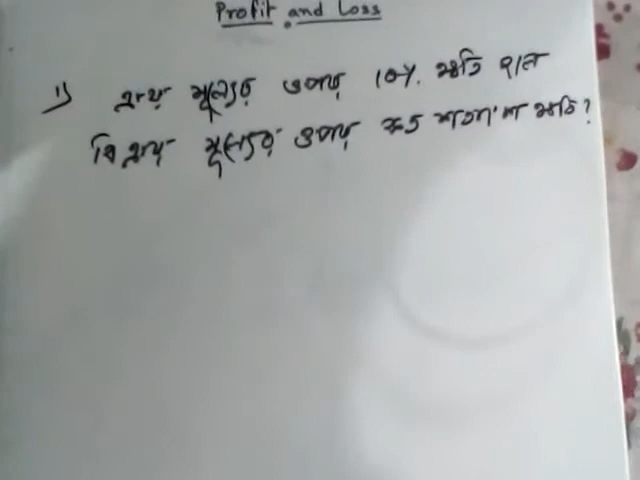 Profit and Loss
1) ক্রয় মূল্যের ওপর 10%. ক্ষতি হলে
বিক্রয় মূল্যের ওপর কত শতাংশ ক্ষতি?